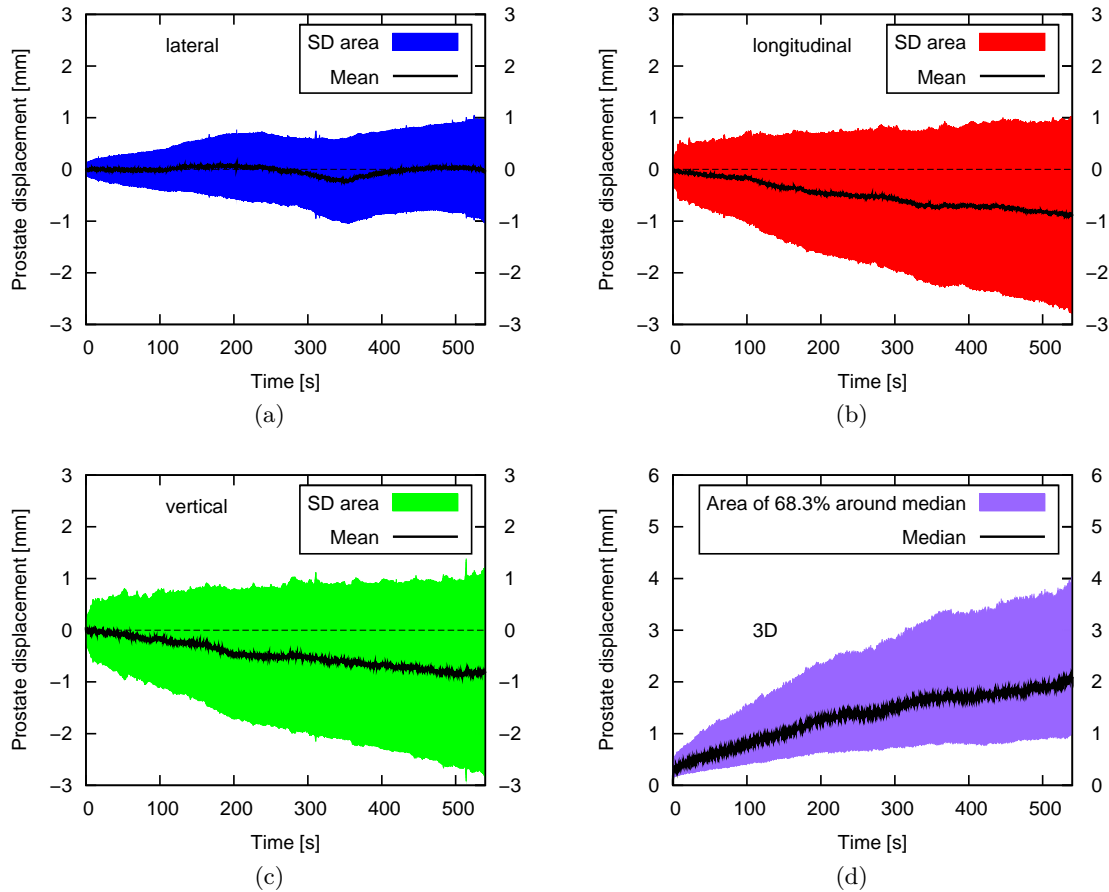 lateral
SD area
Mean
Prostate displacement [mm]
3 2 1 0 −1 −2 −3
3 2 1 0 −1 −2 −3
0 100 200 300 400 500
Time [s]
(a)
longitudinal
SD area
Mean
Prostate displacement [mm]
3 2 1 0 −1 −2 −3
3 2 1 0 −1 −2 −3
0 100 200 300 400 500
Time [s]
(b)
vertical
SD area
Mean
Prostate displacement [mm]
3 2 1 0 −1 −2 −3
3 2 1 0 −1 −2 −3
0 100 200 300 400 500
Time [s]
(c)
Area of 68.3% around median
Median
3D
Prostate displacement [mm]
6 5 4 3 2 1 0
6 5 4 3 2 1 0
0 100 200 300 400 500
Time [s]
(d)